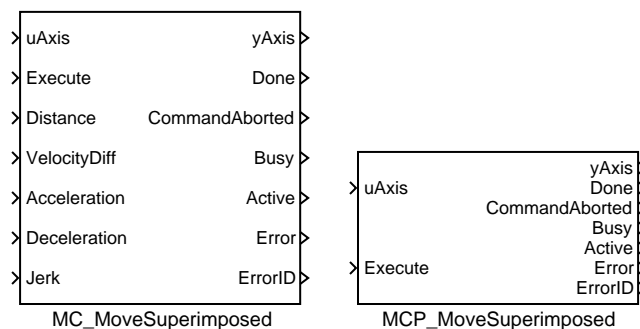 uAxis yAxis
Execute Done
Distance CommandAborted
VelocityDiff Busy
Acceleration Active
Deceleration Error
Jerk ErrorID
MC_MoveSuperimposed
yAxis
uAxis Done
CommandAborted
Busy
Active
Execute Error
ErrorID
MCP_MoveSuperimposed